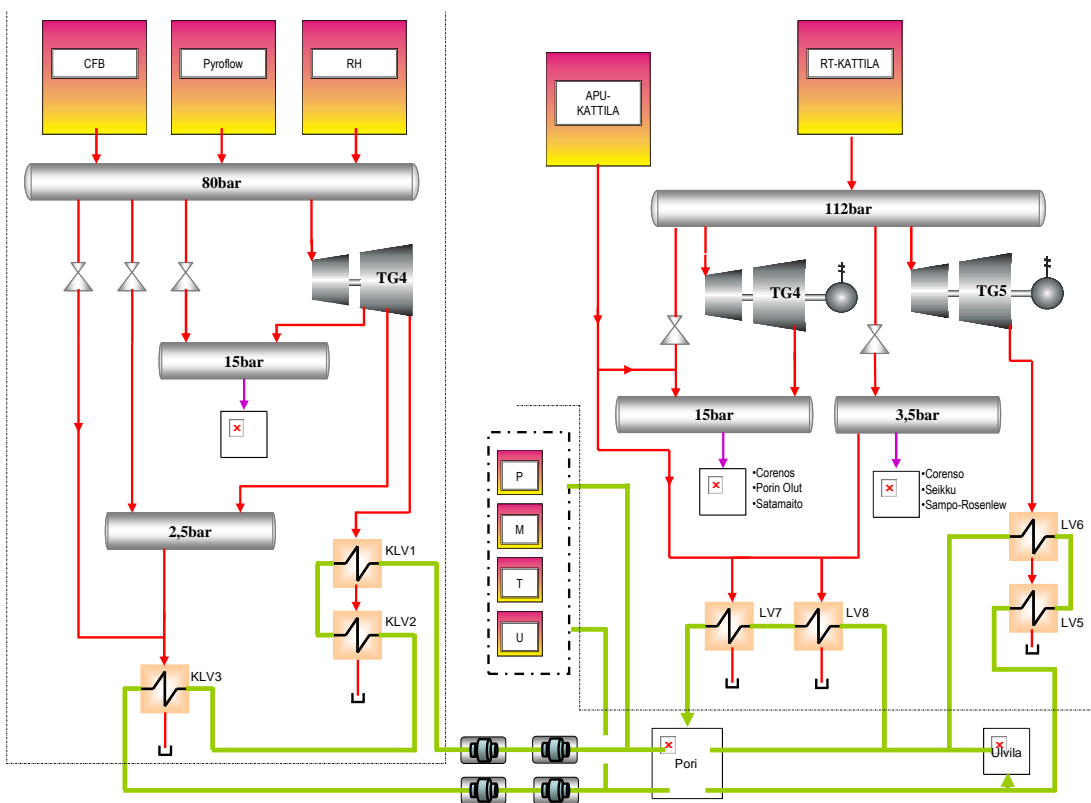 CFB
Pyroflow
RH
APU-
KATTILA
RT-KATTILA
80bar
112bar
TG4
TG4
TG5
15bar
15bar
3,5bar
•Corenos
•Porin Olut
•Satamaito
•Corenso
•Seikku
•Sampo-Rosenlew
P
M
T
U
2,5bar
KLV1
KLV2
KLV3
LV6
LV5
LV7
LV8
Pori
Ulvila